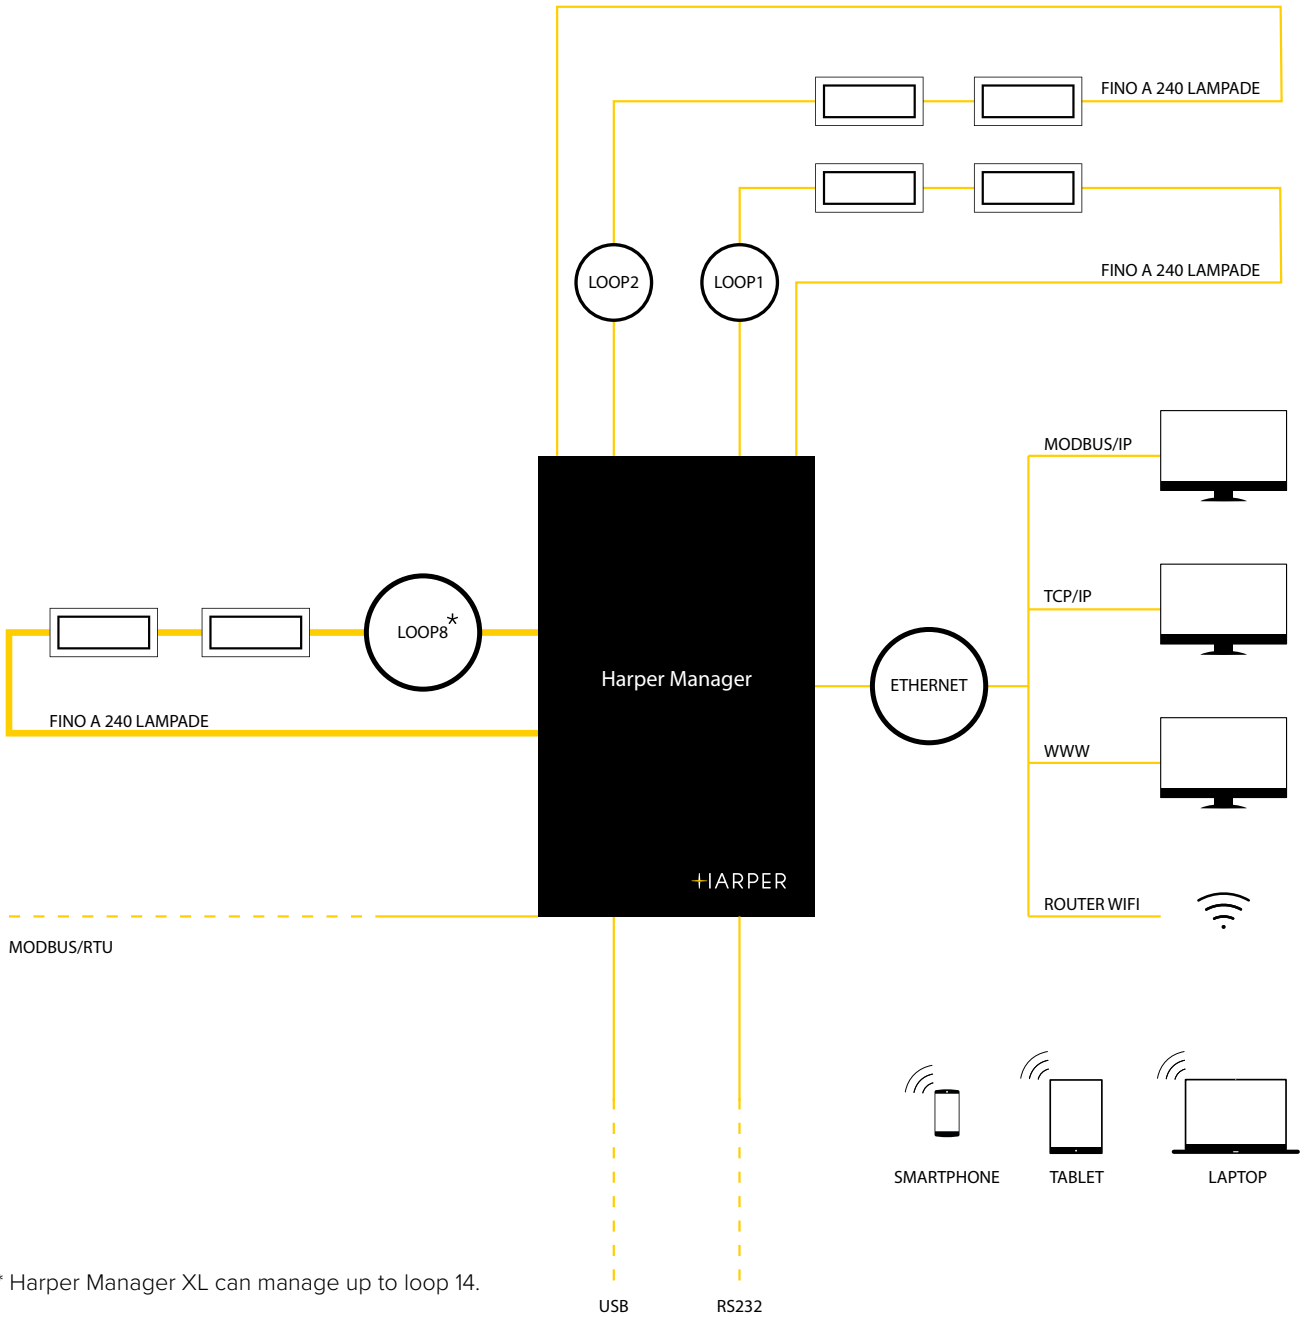 FINO A 240 LAMPADE
FINO A 240 LAMPADE
LOOP2
LOOP1
MODBUS/IP
TCP/IP
LOOP8*
Harper Manager
ETHERNET
FINO A 240 LAMPADE
WWW
HARPER
ROUTER WIFI
MODBUS/RTU
SMARTPHONE
TABLET
LAPTOP
* Harper Manager XL can manage up to loop 14.
USB
RS232